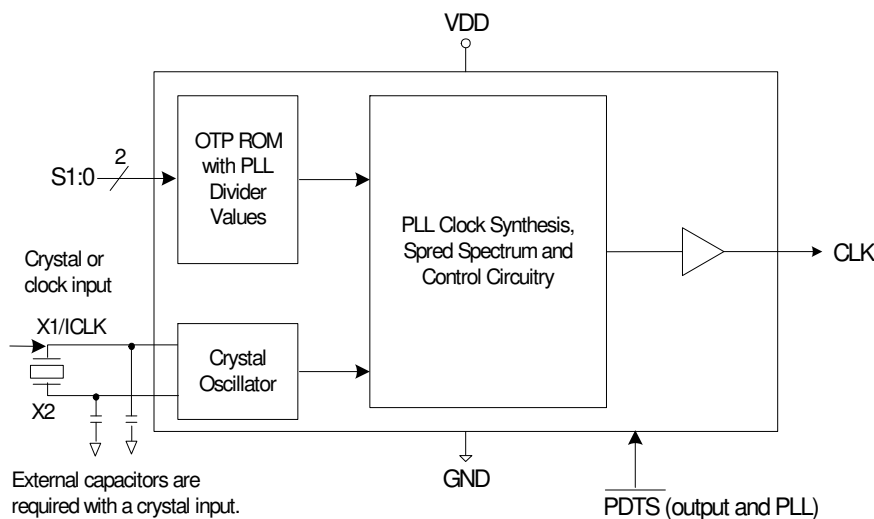 VDD
OTP ROM
with PLL
Divider
Values
2
S1:0
PLL Clock Synthesis,
Spred Spectrum and
Control Circuitry
CLK
Crystal or
clock input
X1/ICLK
Crystal
Oscillator
X2
External capacitors are
required with a crystal input.
GND
PDTS (output and PLL)